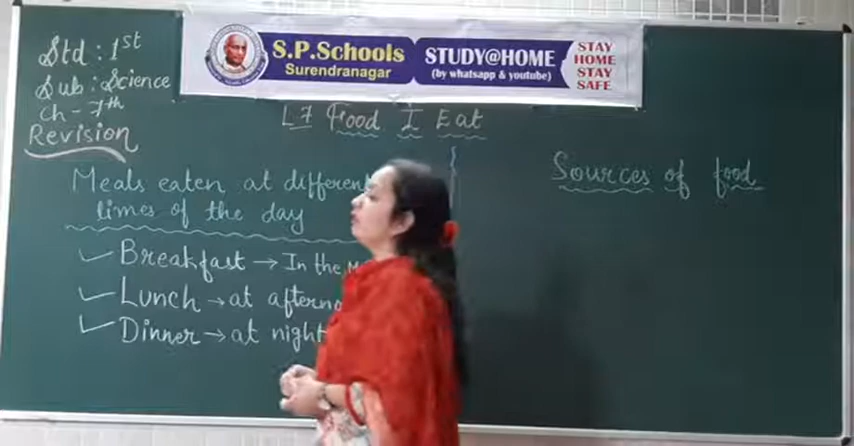 Std : 1st
Sub : Science
Ch - 7th
Revision
S.P.Schools
Surendranagar
STUDY@HOME
(by whatsapp & youtube)
STAY
HOME
STAY
SAFE
L 7 Food I Eat
Meals eaten at different
times of the day
Breakfast → In the
Lunch → at
Dinner → at night
Sources of food